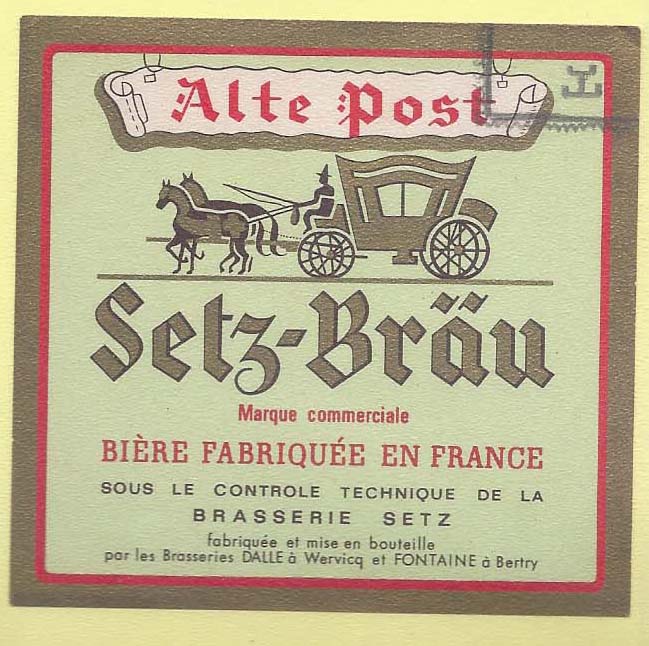 Alte Post
Setz-Bräu
Marque commerciale
BIÈRE FABRIQUÉE EN FRANCE
SOUS LE CONTROLE TECHNIQUE DE LA
BRASSERIE SETZ
fabriquée et mise en bouteille
par les Brasseries DALLE à Wervicq et FONTAINE à Bertry